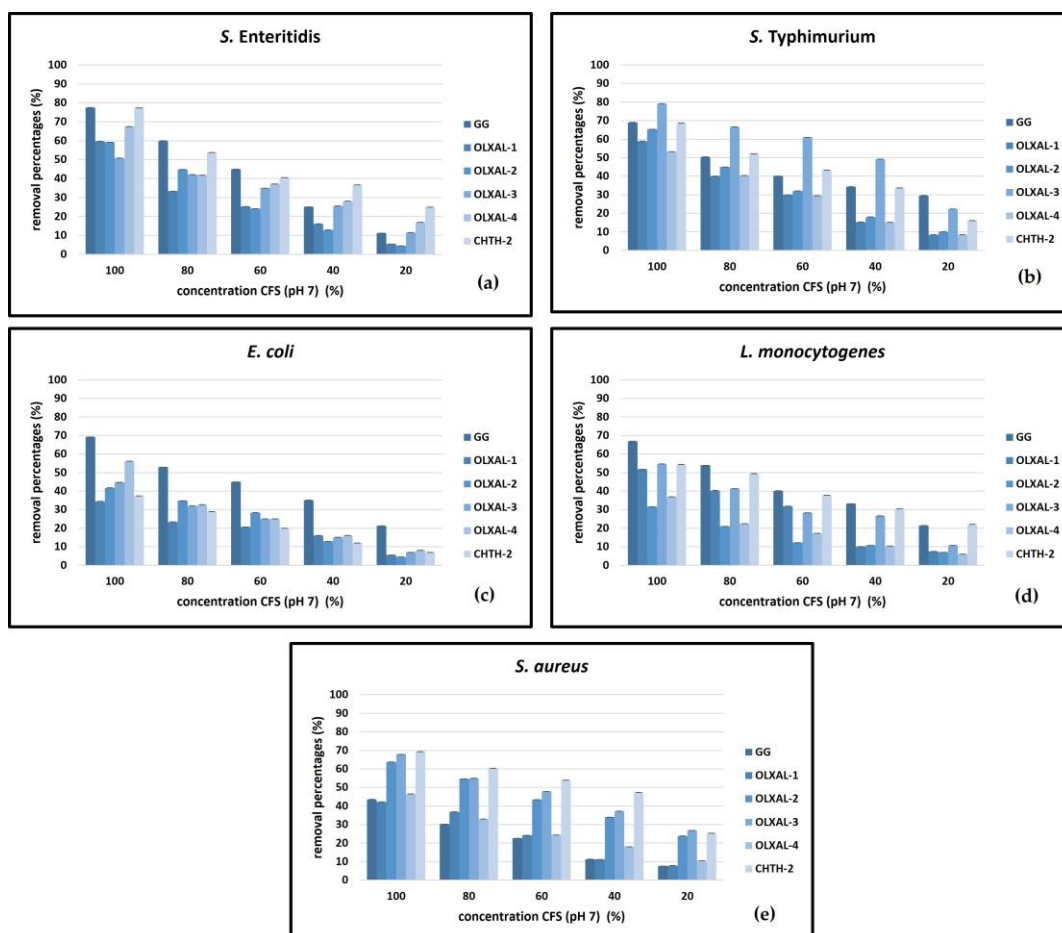 S. Enteritidis
removal percentages (%)
100
90
80
70
60
50
40
30
20
10
0
100 80 60 40 20
concentration CFS (pH 7) (%)
GG
OLXAL-1
OLXAL-2
OLXAL-3
OLXAL-4
CHTH-2
(a)
S. Typhimurium
removal percentages (%)
100
90
80
70
60
50
40
30
20
10
0
100 80 60 40 20
concentration CFS (pH 7) (%)
GG
OLXAL-1
OLXAL-2
OLXAL-3
OLXAL-4
CHTH-2
(b)
E. coli
removal percentages (%)
100
90
80
70
60
50
40
30
20
10
0
100 80 60 40 20
concentration CFS (pH 7) (%)
GG
OLXAL-1
OLXAL-2
OLXAL-3
OLXAL-4
CHTH-2
(c)
L. monocytogenes
removal percentages (%)
100
90
80
70
60
50
40
30
20
10
0
100 80 60 40 20
concentration CFS (pH 7) (%)
GG
OLXAL-1
OLXAL-2
OLXAL-3
OLXAL-4
CHTH-2
(d)
S. aureus
removal percentages (%)
100
90
80
70
60
50
40
30
20
10
0
100 80 60 40 20
concentration CFS (pH 7) (%)
GG
OLXAL-1
OLXAL-2
OLXAL-3
OLXAL-4
CHTH-2
(e)